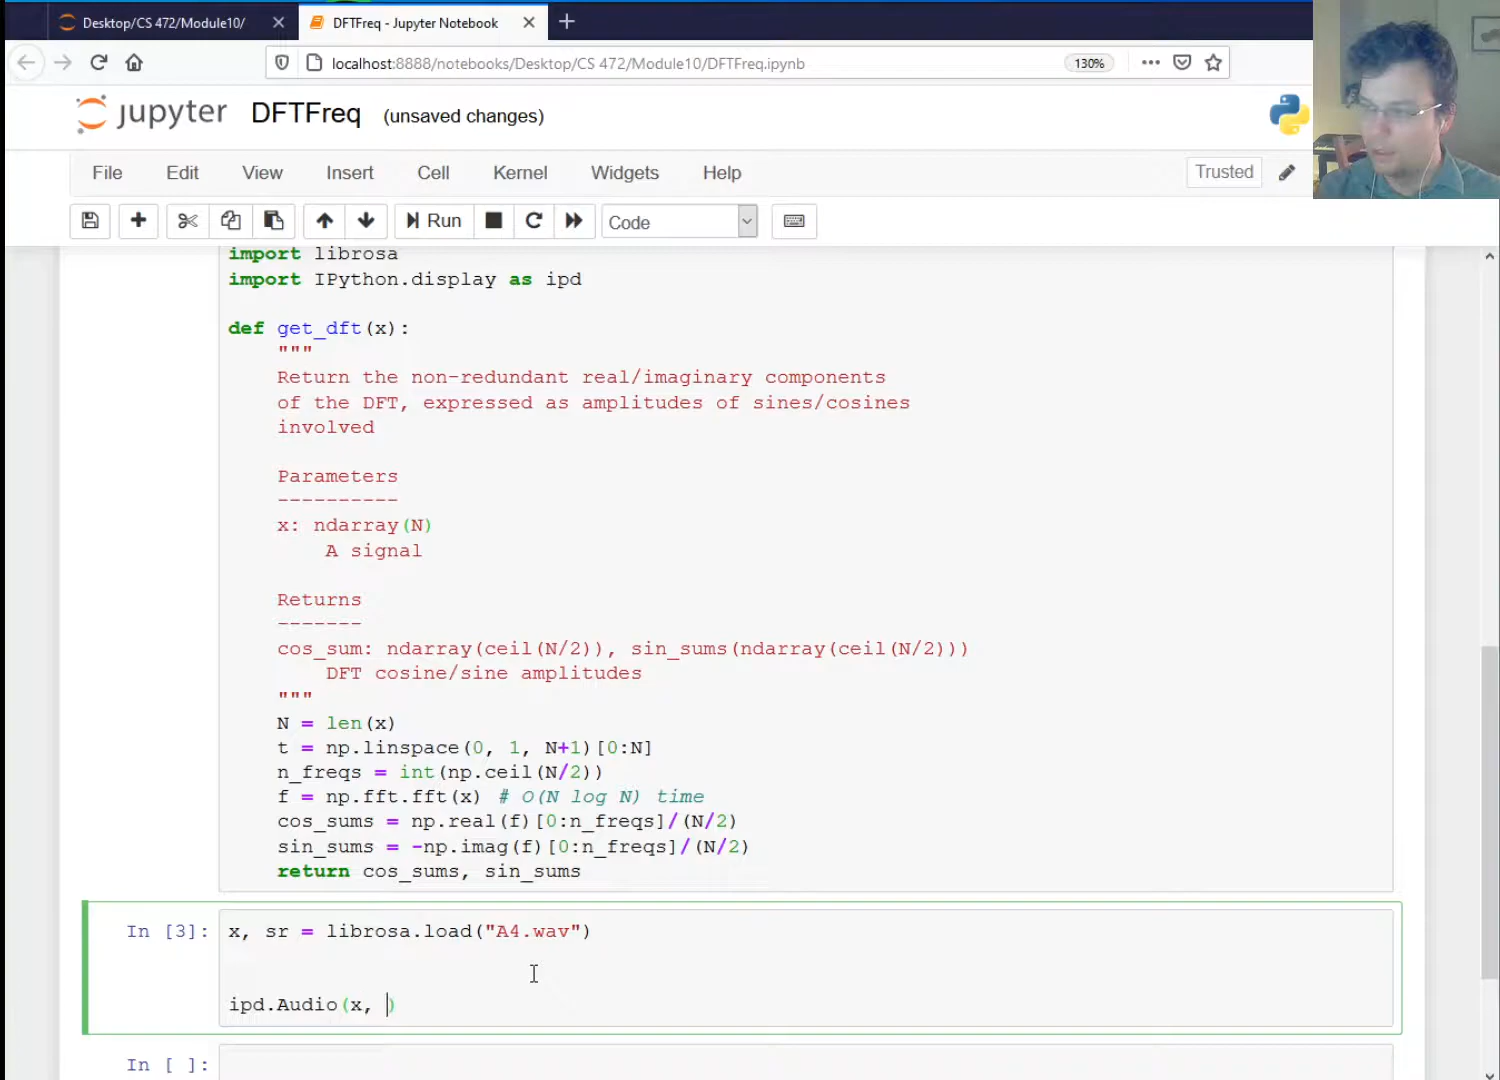 Desktop/CS 472/Module10/
DFTFreq - Jupyter Notebook
localhost:8888/notebooks/Desktop/CS 472/Module10/DFTFreq.ipynb
130%
jupyter DFTFreq (unsaved changes)
File Edit View Insert Cell Kernel Widgets Help
Trusted
Run
Code
import librosa
import IPython.display as ipd
def get_dft(x):
"""
Return the non-redundant real/imaginary components
of the DFT, expressed as amplitudes of sines/cosines
involved
Parameters
----------
x: ndarray(N)
A signal
Returns
-------
cos_sum: ndarray(ceil(N/2)), sin_sums(ndarray(ceil(N/2)))
DFT cosine/sine amplitudes
"""
N = len(x)
t = np.linspace(0, 1, N+1)[0:N]
n_freqs = int(np.ceil(N/2))
f = np.fft.fft(x) # O(N log N) time
cos_sums = np.real(f)[0:n_freqs]/(N/2)
sin_sums = -np.imag(f)[0:n_freqs]/(N/2)
return cos_sums, sin_sums
In [3]: x, sr = librosa.load("A4.wav")
ipd.Audio(x, )
In [ ]: